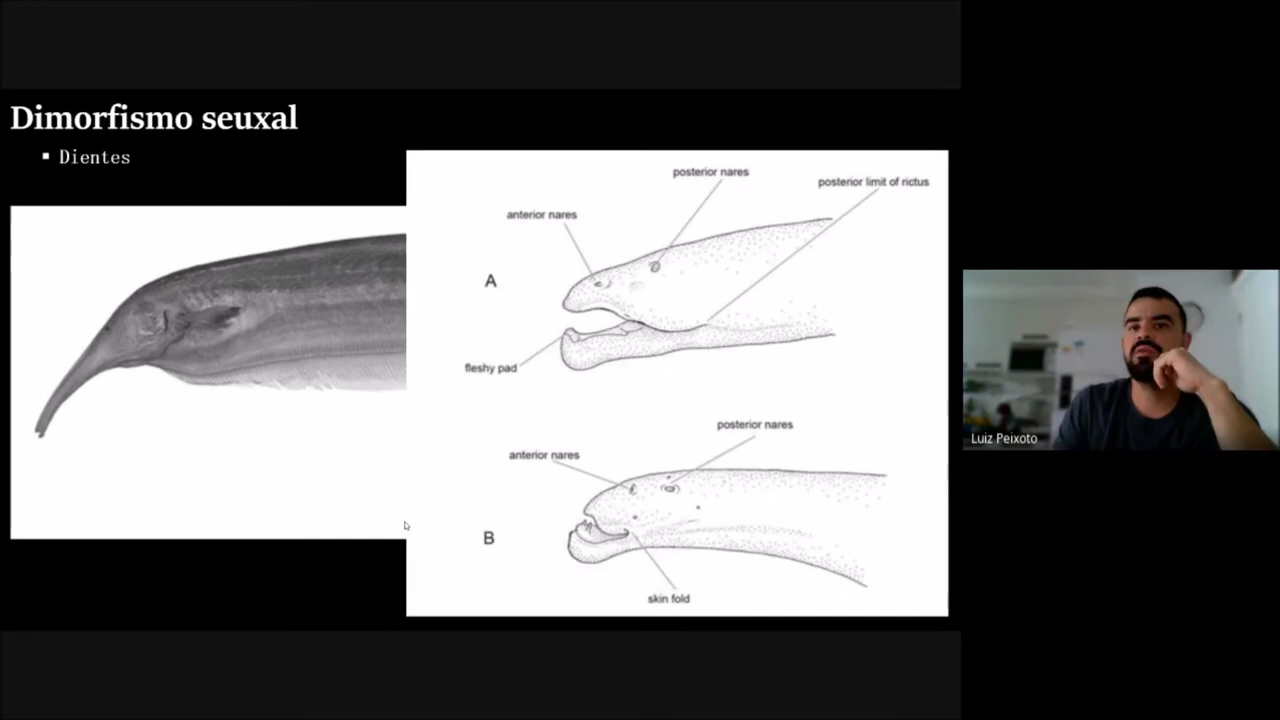 Dimorfismo seuxal
▪ Dientes
posterior nares
posterior limit of rictus
anterior nares
A
fleshy pad
posterior nares
anterior nares
B
skin fold
Luiz Peixoto